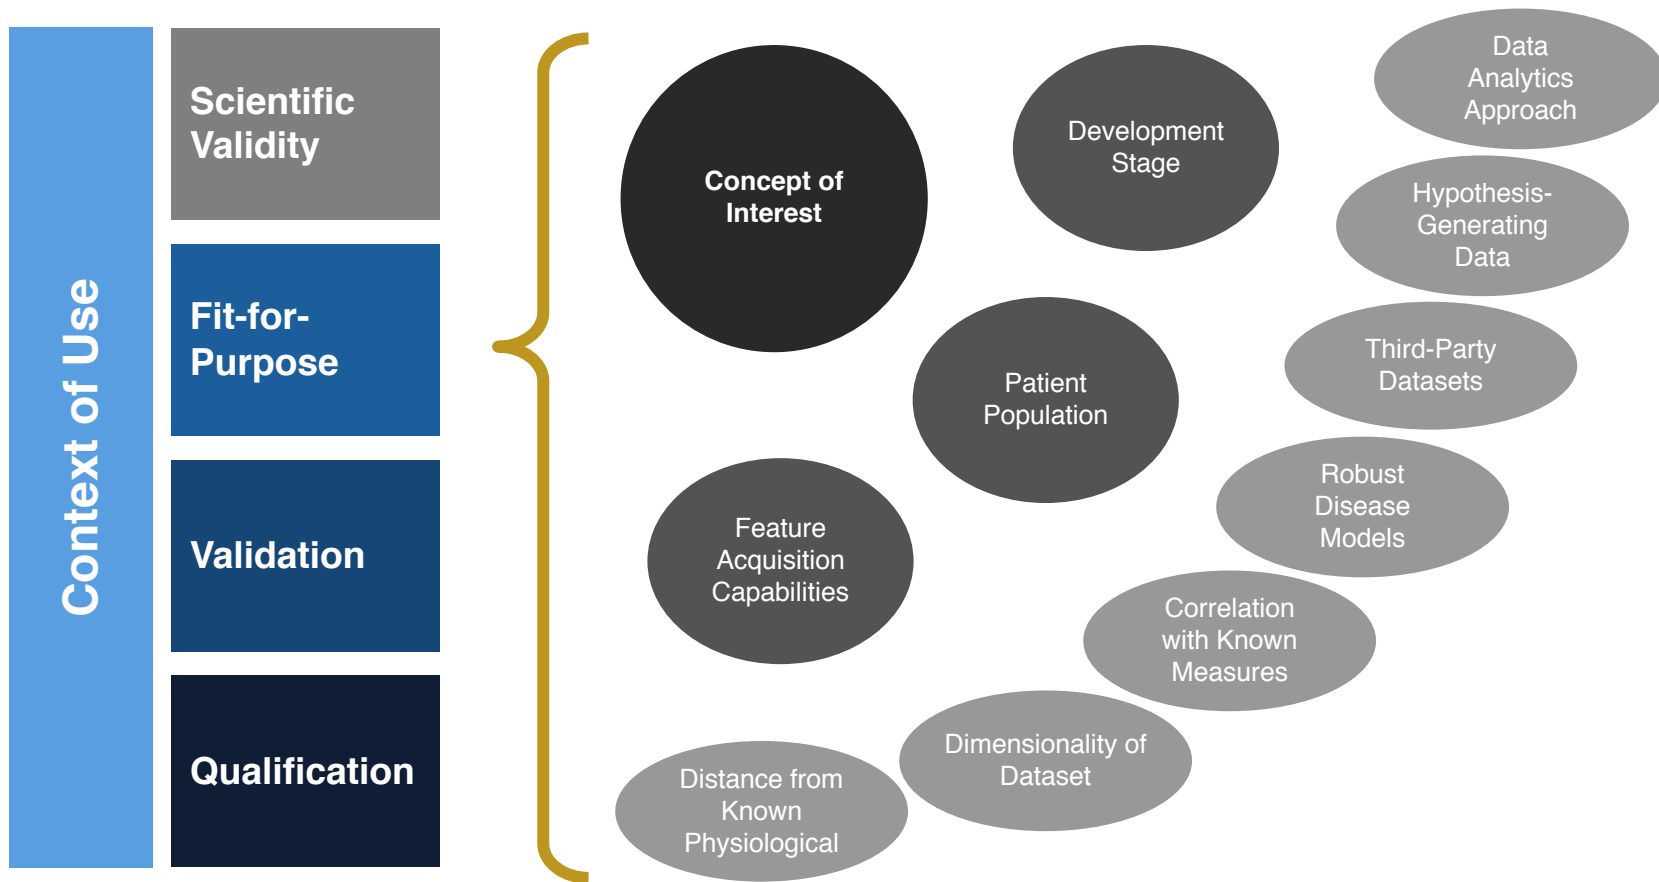 Context of Use
Scientific
Validity
Fit-for-
Purpose
Validation
Qualification
Concept of
Interest
Development
Stage
Patient
Population
Feature
Acquisition
Capabilities
Data
Analytics
Approach
Hypothesis-
Generating
Data
Third-Party
Datasets
Robust
Disease
Models
Correlation
with Known
Measures
Dimensionality of
Dataset
Distance from
Known
Physiological